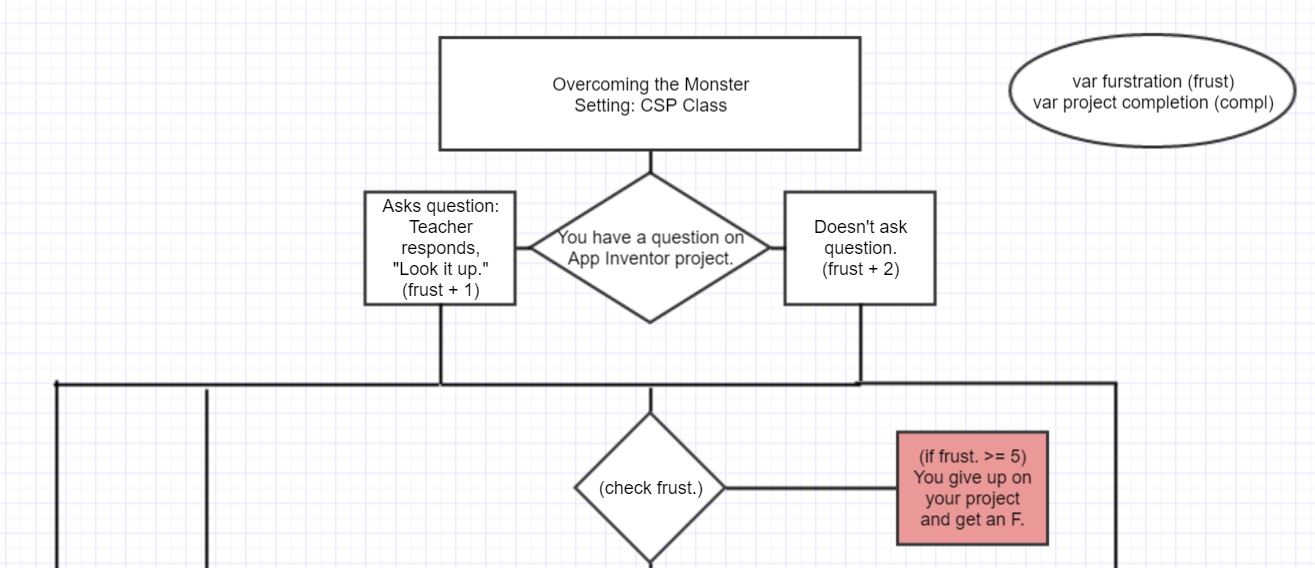 Overcoming the Monster
Setting: CSP Class
var furstration (frust)
var project completion (compl)
Asks question:
Teacher
responds,
"Look it up."
(frust + 1)
You have a question on
App Inventor project.
Doesn't ask
question.
(frust + 2)
(check frust.)
(if frust. >= 5)
You give up on
your project
and get an F.